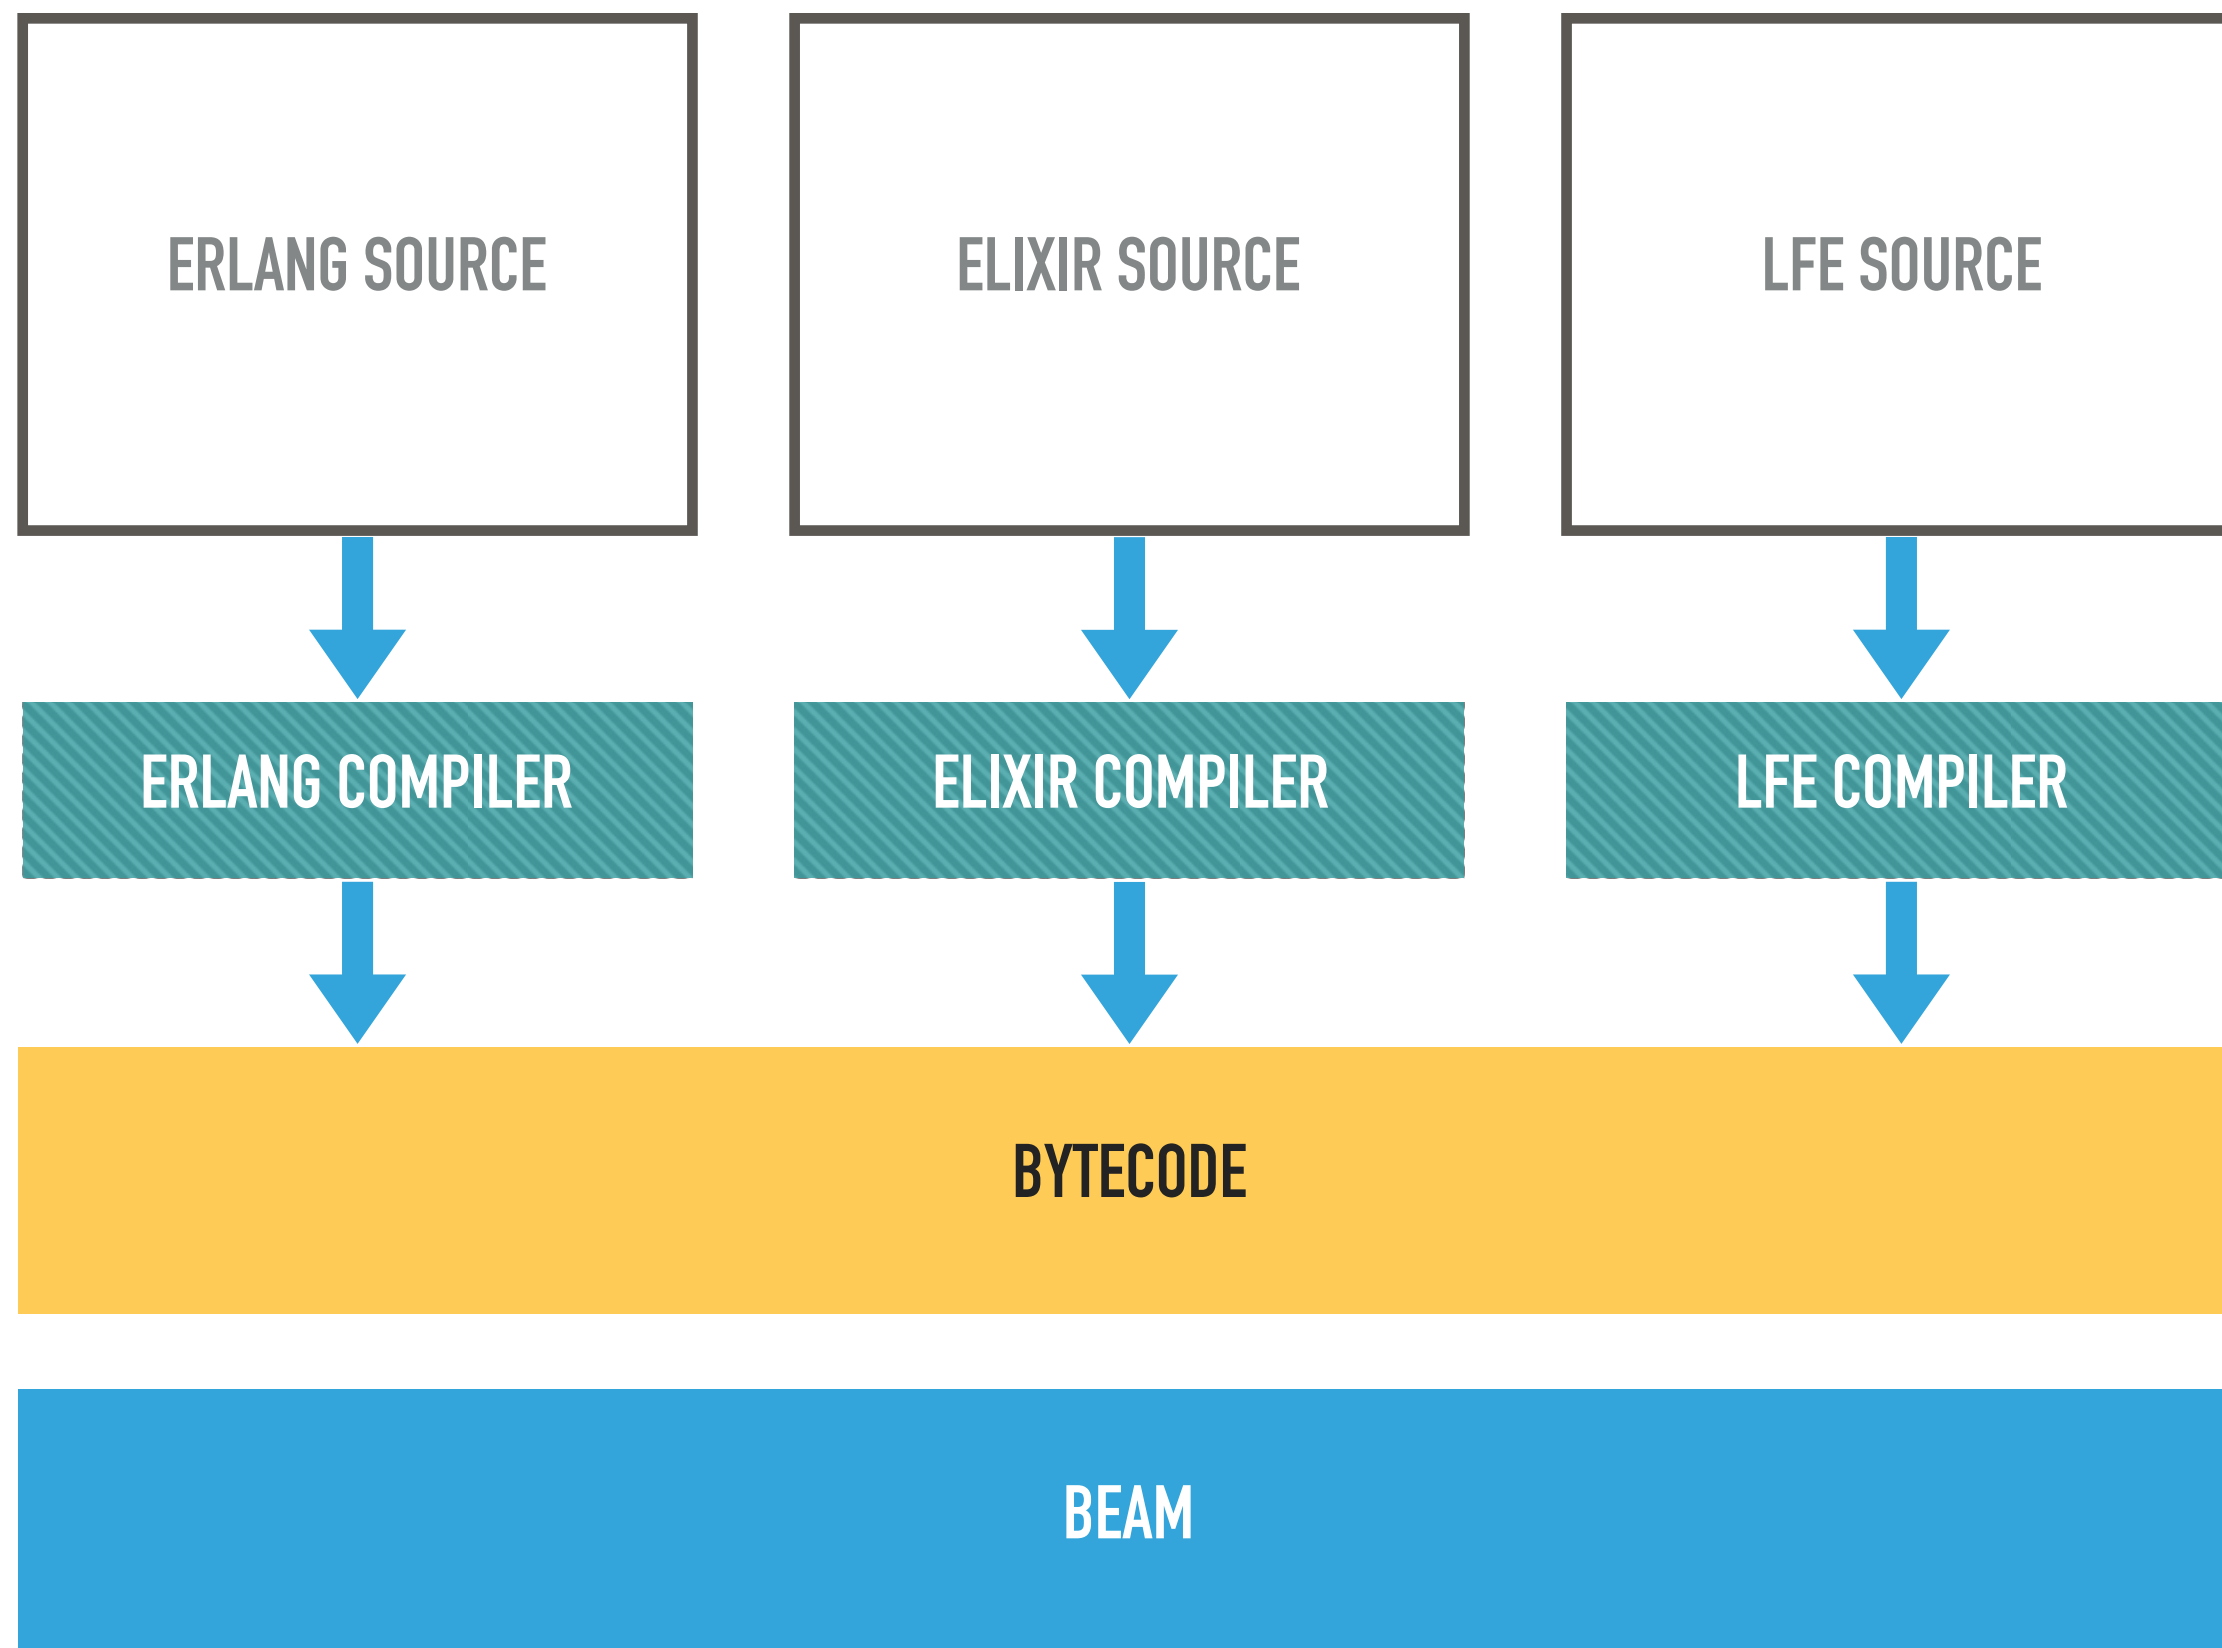 ERLANG SOURCE
ELIXIR SOURCE
LFE SOURCE
ERLANG COMPILER
ELIXIR COMPILER
LFE COMPILER
BYTECODE
BEAM